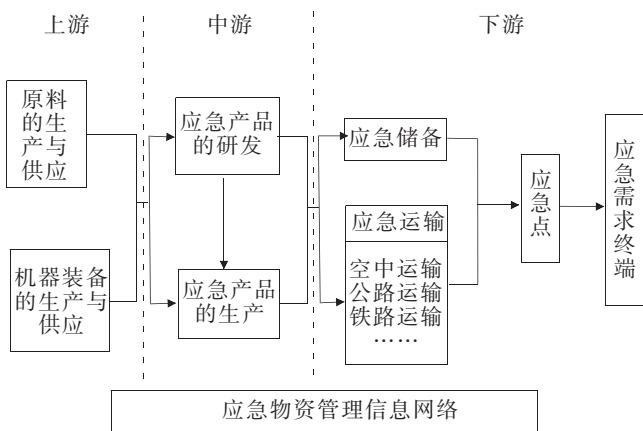 上游
中游
下游
原料
的生
产与
供应
机器装备
的生产与
供应
应急产品
的研发
应急产品
的生产
应急储备
应急运输
空中运输
公路运输
铁路运输
……
应急点
应急需求终端
应急物资管理信息网络